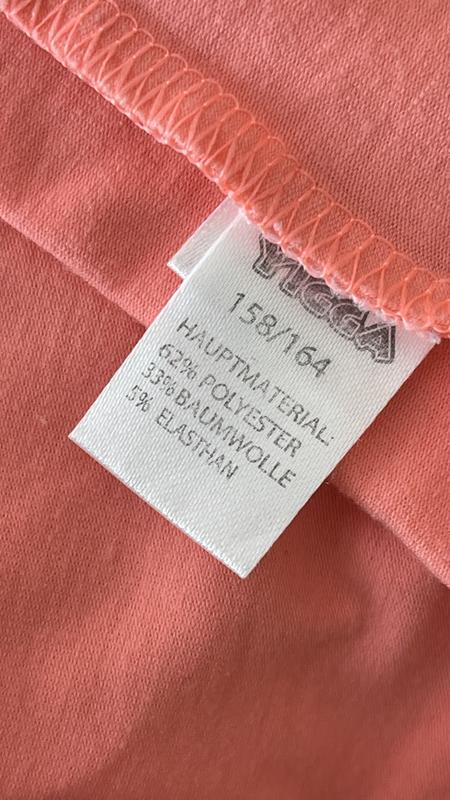 YIGGA
158/164
HAUPTMATERIAL:
62% POLYESTER
33% BAUMWOLLE
5% ELASTHAN